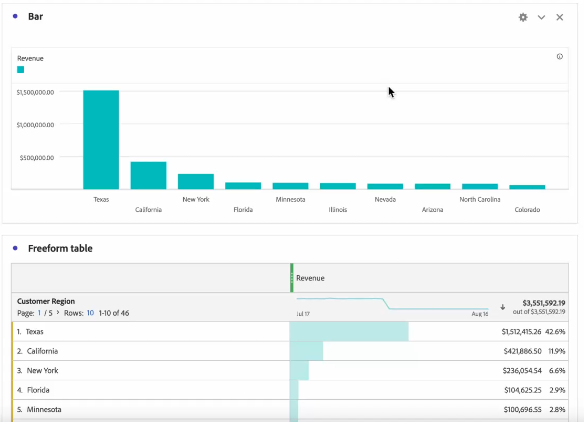 Bar
Revenue
$1,500,000.00
$1,000,000.00
$500,000.00
Texas
California
New York
Florida
Minnesota
Illinois
Nevada
Arizona
North Carolina
Colorado
Freeform table
Revenue
Customer Region
Page: 1 / 5 > Rows: 10 1-10 of 46
Jul 17
Aug 16
$3,551,592.19
out of $3,551,592.19
1. Texas $1,512,415.26 42.6%
2. California $421,886.50 11.9%
3. New York $236,054.54 6.6%
4. Florida $104,625.25 2.9%
5. Minnesota $100,696.55 2.8%